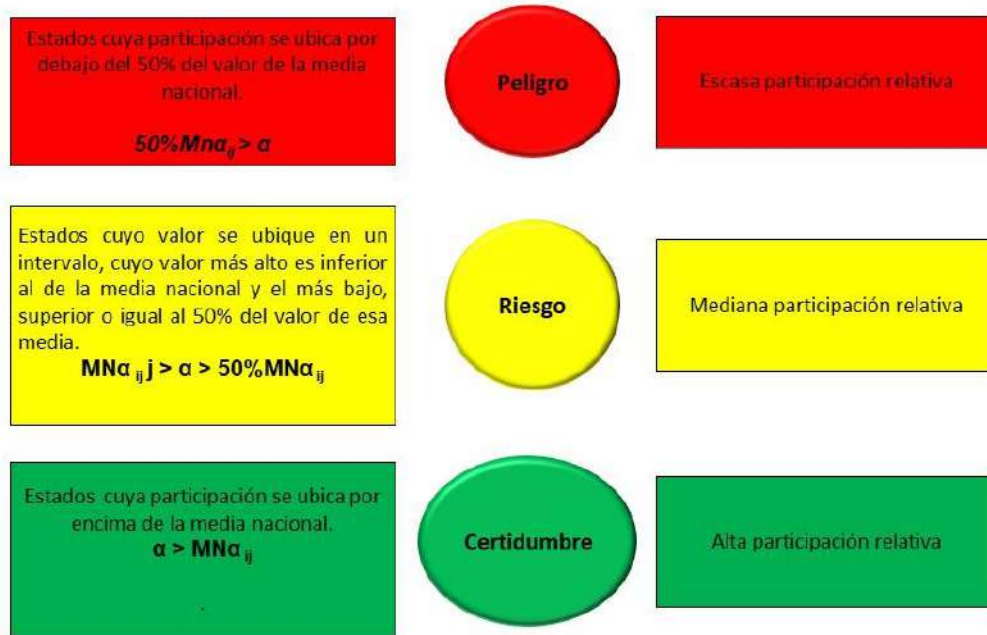 Estados cuya participación se ubica por
debajo del 50% del valor de la media
nacional.
50%Mnα ij > α
Peligro
Escasa participación relativa
Estados cuyo valor se ubique en un
intervalo, cuyo valor más alto es inferior
al de la media nacional y el más bajo,
superior o igual al 50% del valor de esa
media.
MNα ij j > α > 50%MNα ij
Riesgo
Mediana participación relativa
Estados cuya participación se ubica por
encima de la media nacional.
α > MNα ij
.
Certidumbre
Alta participación relativa